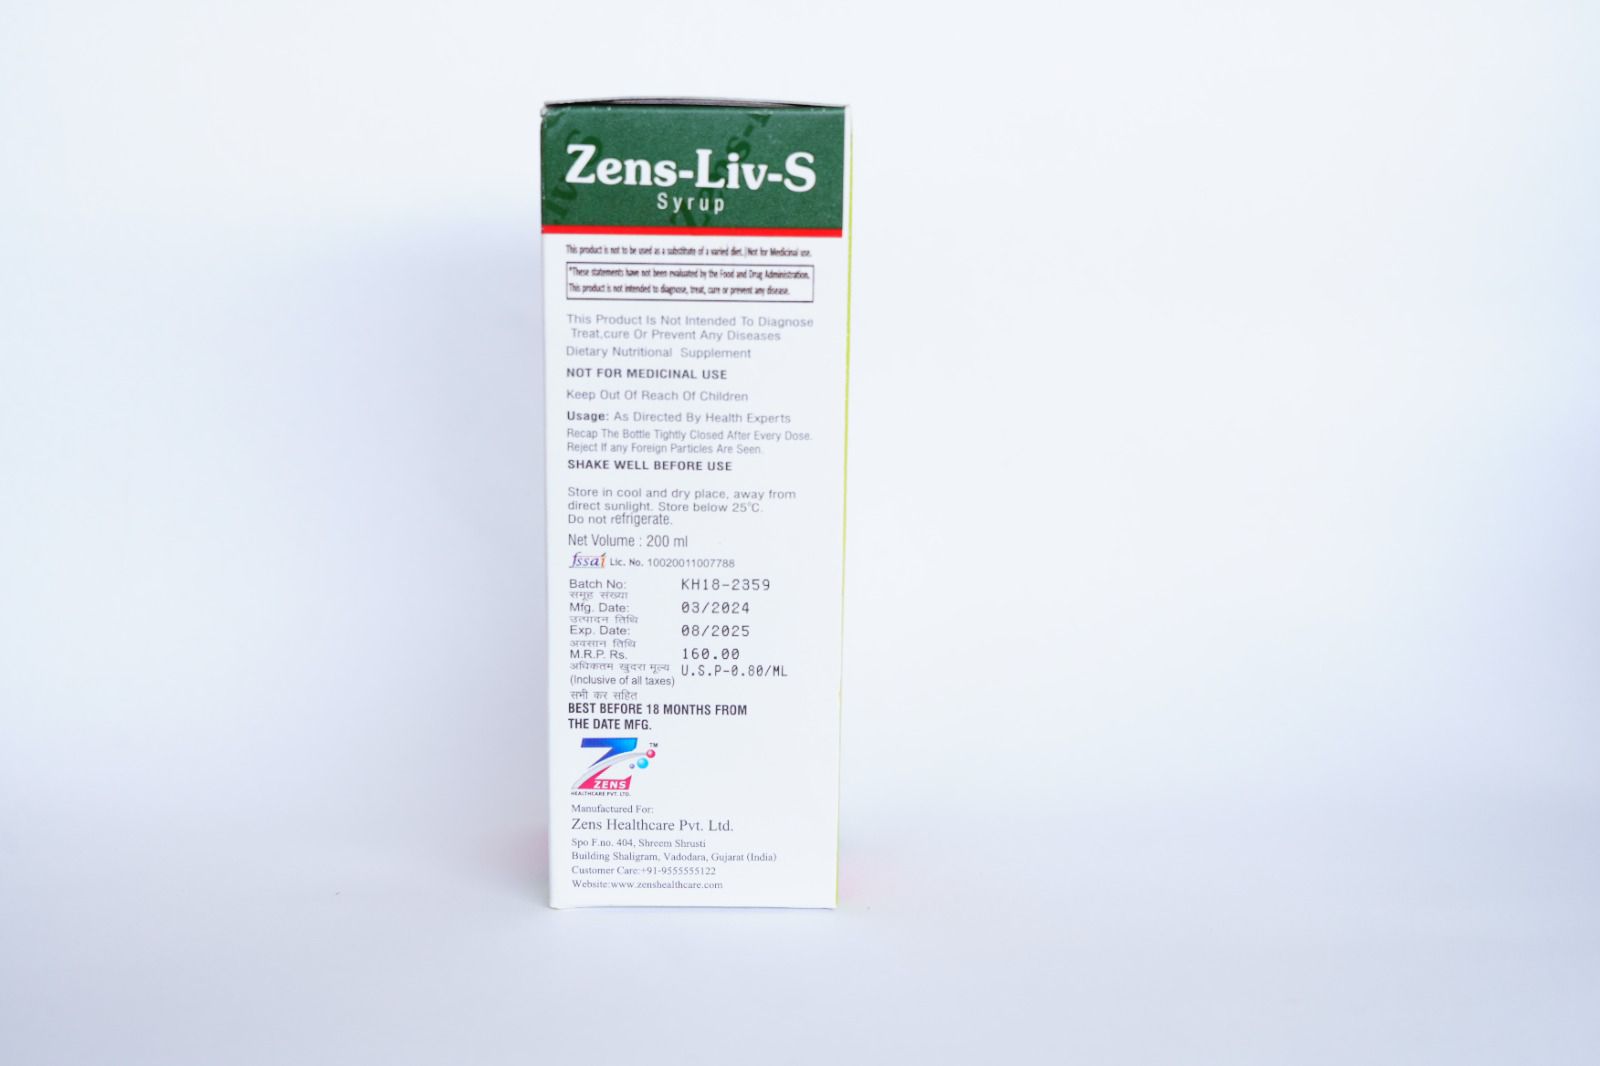 Zens-Liv-S
Syrup
This product is not to be used as a substitute of a varied diet. | Not for Medicinal use.
*These statements have not been evaluated by the Food and Drug Administration.
This product is not intended to diagnose, treat, cure or prevent any disease.
This Product Is Not Intended To Diagnose
Treat,cure Or Prevent Any Diseases
Dietary Nutritional Supplement
NOT FOR MEDICINAL USE
Keep Out Of Reach Of Children
Usage: As Directed By Health Experts
Recap The Bottle Tightly Closed After Every Dose.
Reject If any Foreign Particles Are Seen.
SHAKE WELL BEFORE USE
Store in cool and dry place, away from
direct sunlight. Store below 25°C.
Do not refrigerate.
Net Volume : 200 ml
fssai Lic. No. 10020011007788
Batch No: KH18-2359
समूह संख्या
Mfg. Date: 03/2024
उत्पादन तिथि
Exp. Date: 08/2025
अवसान तिथि
M.R.P. Rs. 160.00
अधिकतम खुदरा मूल्य U.S.P-0.80/ML
(Inclusive of all taxes)
सभी कर सहित
BEST BEFORE 18 MONTHS FROM
THE DATE MFG.
Z TM
ZENS
HEALTHCARE PVT. LTD.
Manufactured For:
Zens Healthcare Pvt. Ltd.
Spo F.no. 404, Shreem Shrusti
Building Shaligram, Vadodara, Gujarat (India)
Customer Care:+91-9555555122
Website:www.zenshealthcare.com